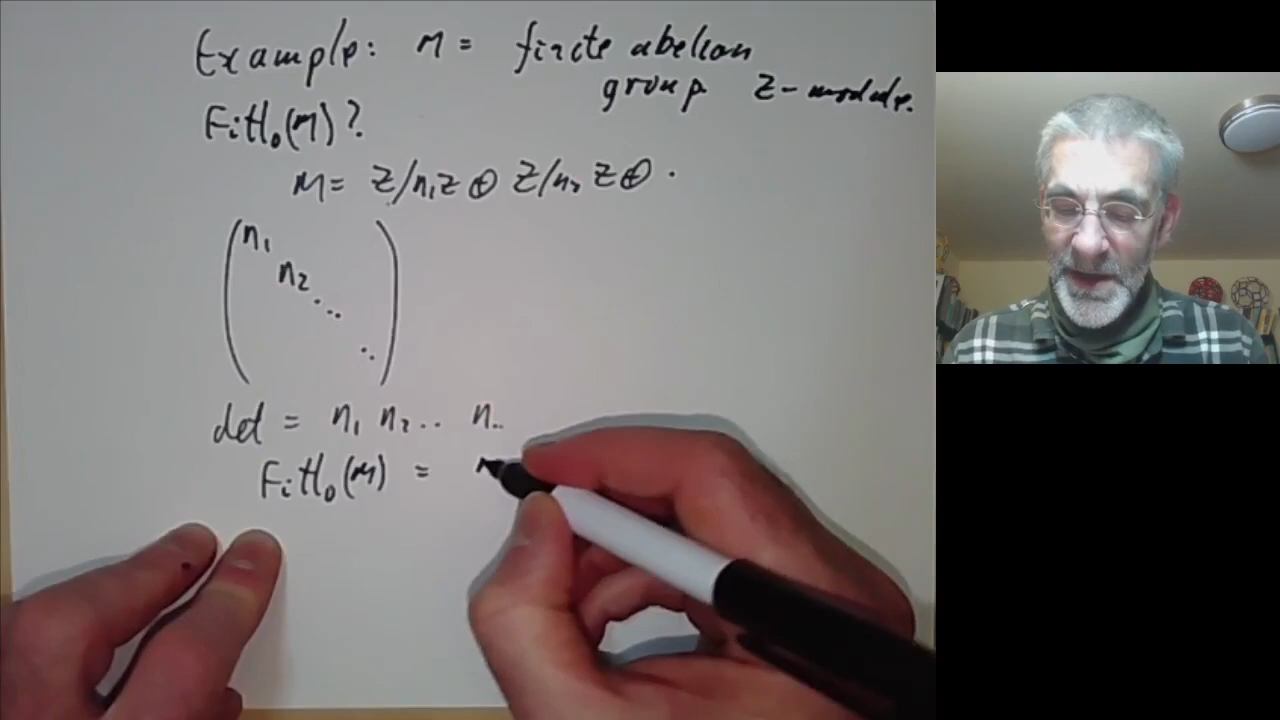 Example: M = finite abelian
group Z-module.
Fitt₀(M)?
M = Z/n₁Z ⊕ Z/n₂Z ⊕ .
( n₁
n₂
⋱
⋱ )
det = n₁ n₂.. n..
Fitt₀(M) =